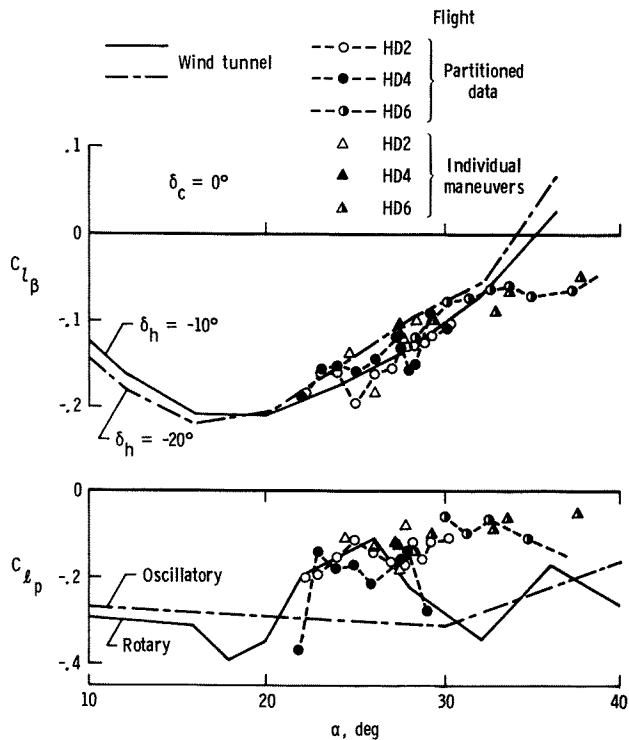 Flight
Wind tunnel
HD2
HD4
HD6
Partitioned
data
HD2
HD4
HD6
Individual
maneuvers
.1
0
-.1
-.2
δc = 0°
Clβ
δh = -10°
δh = -20°
0
-.2
-.4
Cℓp
Oscillatory
Rotary
10
20
30
40
α, deg